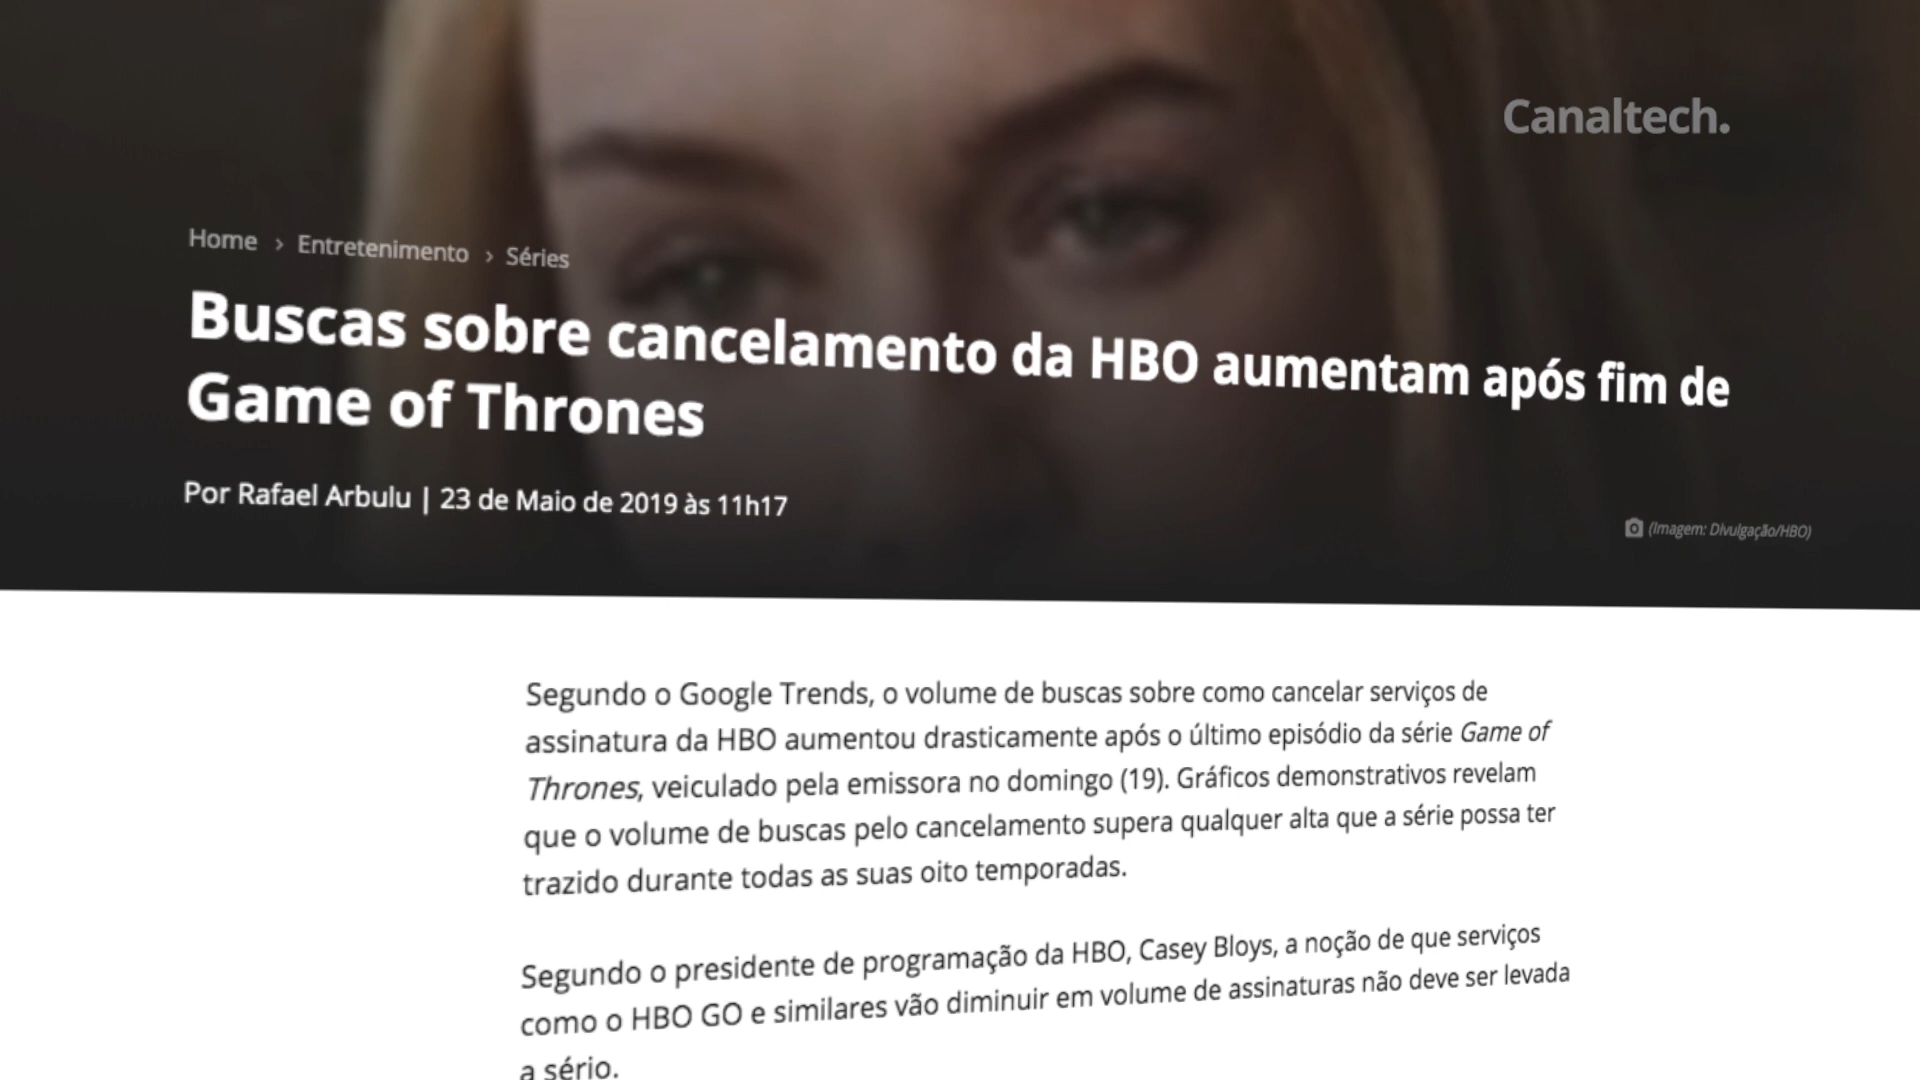 Canaltech.
Home > Entretenimento > Séries
Buscas sobre cancelamento da HBO aumentam após fim de
Game of Thrones
Por Rafael Arbulu | 23 de Maio de 2019 às 11h17
(Imagem: Divulgação/HBO)
Segundo o Google Trends, o volume de buscas sobre como cancelar serviços de
assinatura da HBO aumentou drasticamente após o último episódio da série Game of
Thrones, veiculado pela emissora no domingo (19). Gráficos demonstrativos revelam
que o volume de buscas pelo cancelamento supera qualquer alta que a série possa ter
trazido durante todas as suas oito temporadas.
Segundo o presidente de programação da HBO, Casey Bloys, a noção de que serviços
como o HBO GO e similares vão diminuir em volume de assinaturas não deve ser levada
a sério.